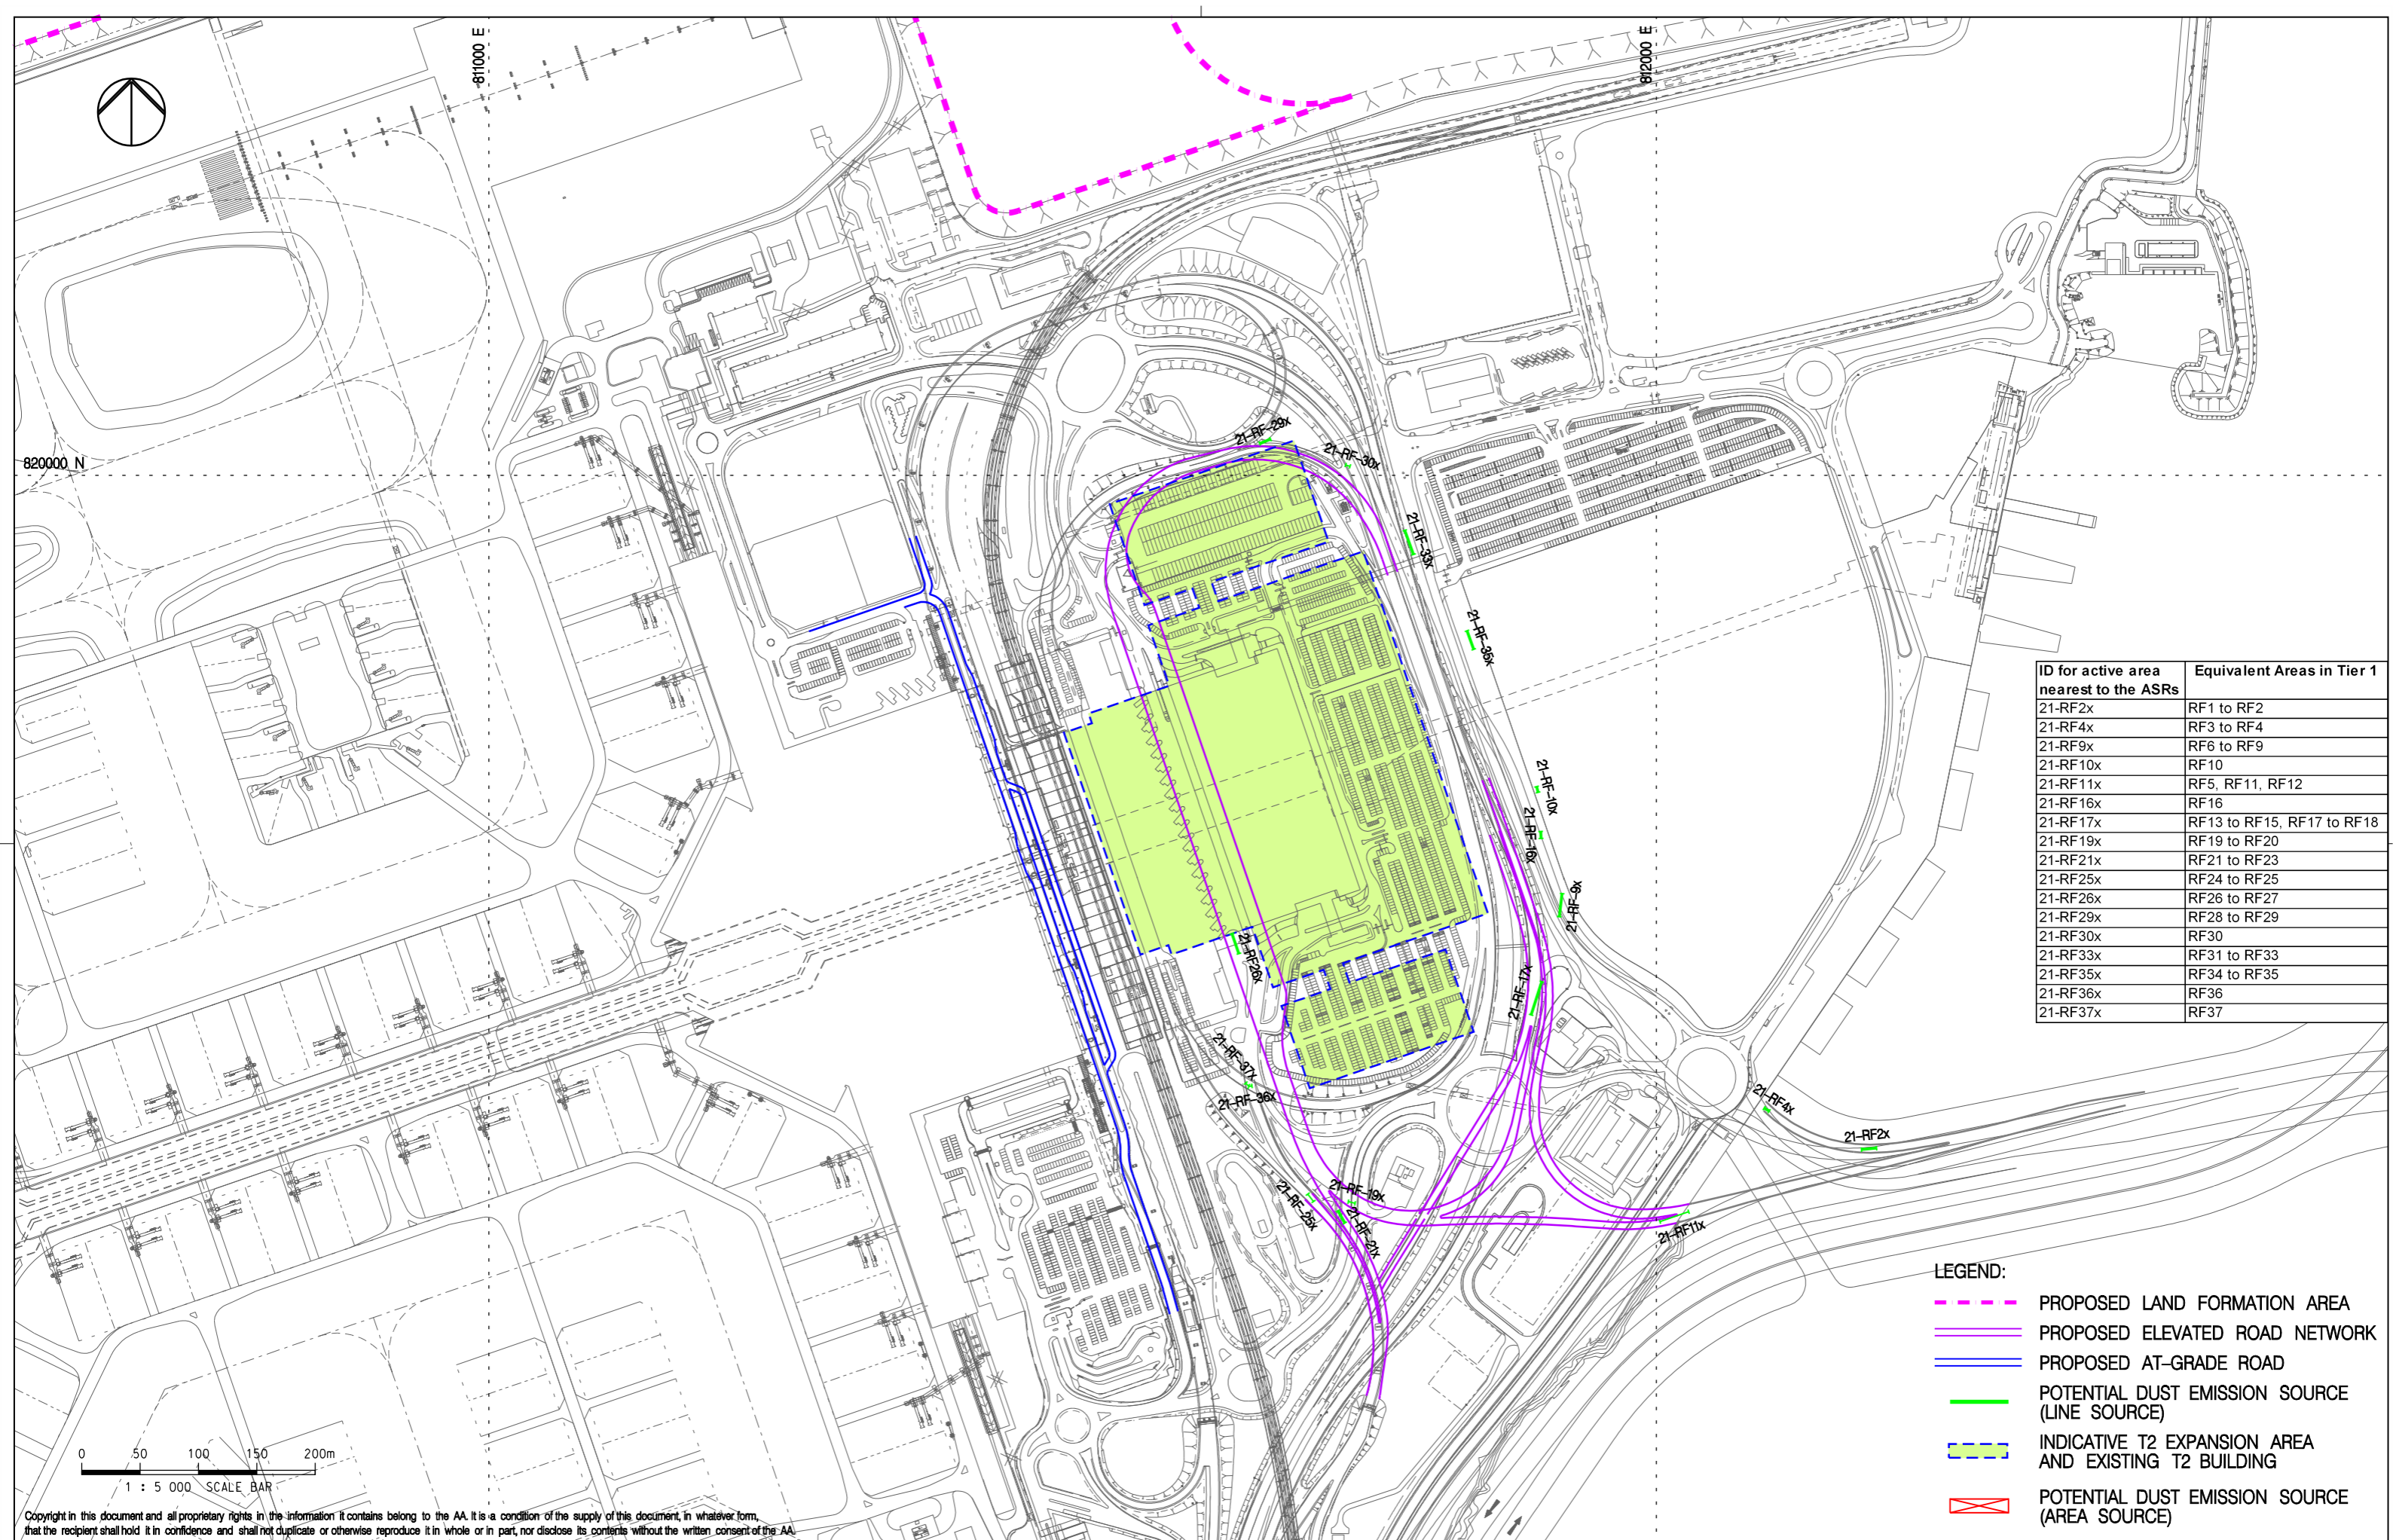 811000 E
812000 E
820000 N
21-RF-29x
21-RF-30x
21-RF-33x
21-RF-35x
21-RF-10x
21-RF-16x
21-RF-9x
21-RF-17x
21-RF26x
21-RF-37x
21-RF-36x
21-RF4x
21-RF2x
21-RF-19x
21-RF-25x
21-RF-21x
21-RF11x
ID for active area nearest to the ASRs | Equivalent Areas in Tier 1
21-RF2x | RF1 to RF2
21-RF4x | RF3 to RF4
21-RF9x | RF6 to RF9
21-RF10x | RF10
21-RF11x | RF5, RF11, RF12
21-RF16x | RF16
21-RF17x | RF13 to RF15, RF17 to RF18
21-RF19x | RF19 to RF20
21-RF21x | RF21 to RF23
21-RF25x | RF24 to RF25
21-RF26x | RF26 to RF27
21-RF29x | RF28 to RF29
21-RF30x | RF30
21-RF33x | RF31 to RF33
21-RF35x | RF34 to RF35
21-RF36x | RF36
21-RF37x | RF37
LEGEND:
PROPOSED LAND FORMATION AREA
PROPOSED ELEVATED ROAD NETWORK
PROPOSED AT-GRADE ROAD
POTENTIAL DUST EMISSION SOURCE
(LINE SOURCE)
INDICATIVE T2 EXPANSION AREA
AND EXISTING T2 BUILDING
POTENTIAL DUST EMISSION SOURCE
(AREA SOURCE)
0 50 100 150 200m
1 : 5 000 SCALE BAR
Copyright in this document and all proprietary rights in the information it contains belong to the AA. It is a condition of the supply of this document, in whatever form,
that the recipient shall hold it in confidence and shall not duplicate or otherwise reproduce it in whole or in part, nor disclose its contents without the written consent of the AA.